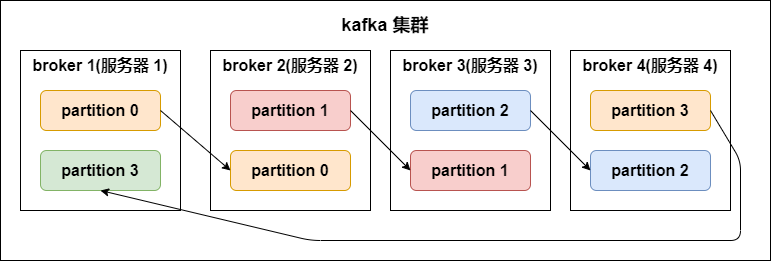 kafka 集群
broker 1(服务器 1)
broker 2(服务器 2)
broker 3(服务器 3)
broker 4(服务器 4)
partition 0
partition 1
partition 2
partition 3
partition 3
partition 0
partition 1
partition 2